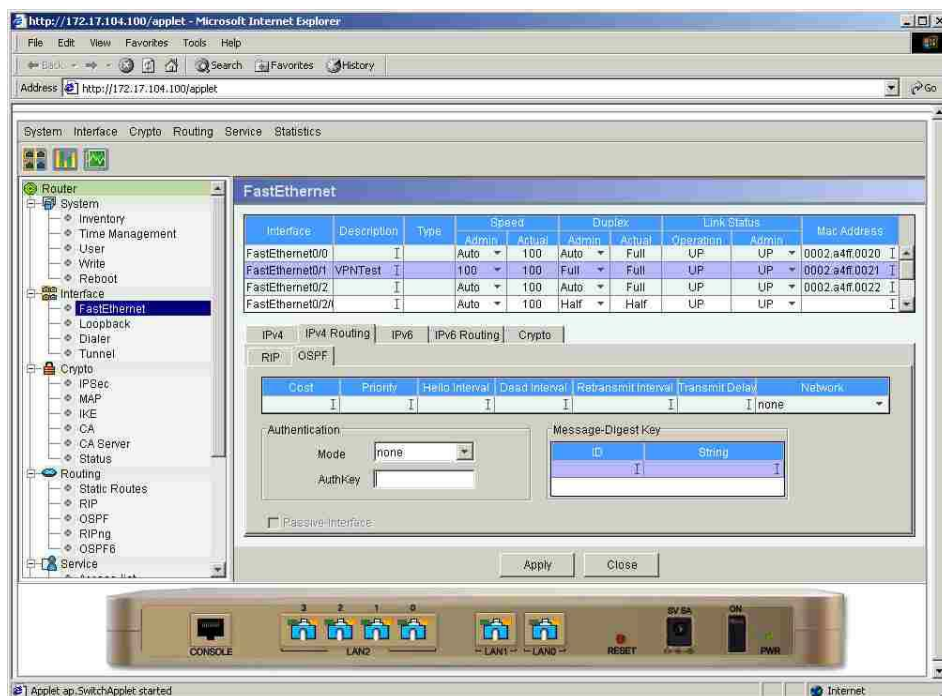 http://172.17.104.100/applet - Microsoft Internet Explorer
File Edit View Favorites Tools Help
Back Search Favorites History
Address http://172.17.104.100/applet Go
System Interface Crypto Routing Service Statistics
Router
System
Inventory
Time Management
User
Write
Reboot
Interface
FastEthernet
Loopback
Dialer
Tunnel
Crypto
IPSec
MAP
IKE
CA
CA Server
Status
Routing
Static Routes
RIP
OSPF
RIPng
OSPF6
Service
FastEthernet
Interface Description Type Speed Duplex Link Status Mac Address
Admin Actual Admin Actual Operation Admin
FastEthernet0/0 Auto 100 Auto Full UP UP 0002.a4ff.0020
FastEthernet0/1 VPNTest 100 100 Full Full UP UP 0002.a4ff.0021
FastEthernet0/2 Auto 100 Auto Full UP UP 0002.a4ff.0022
FastEthernet0/2/ Auto 100 Half Half UP UP
IPv4 IPv4 Routing IPv6 IPv6 Routing Crypto
RIP OSPF
Cost Priority Hello Interval Dead Interval Retransmit Interval Transmit Delay Network
none
Authentication
Mode none
AuthKey
Message-Digest Key
ID String
Passive-Interface
Apply Close
3 2 1 0
CONSOLE LAN2 LAN1 LAN0 RESET 5V 5A ON PWR
Applet ap.SwitchApplet started Internet